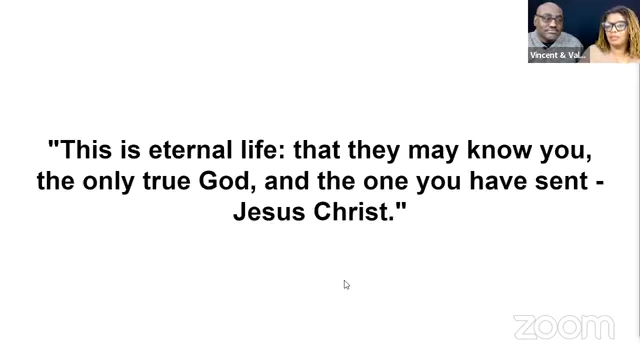 Vincent & Val...
"This is eternal life: that they may know you,
the only true God, and the one you have sent -
Jesus Christ."
zoom